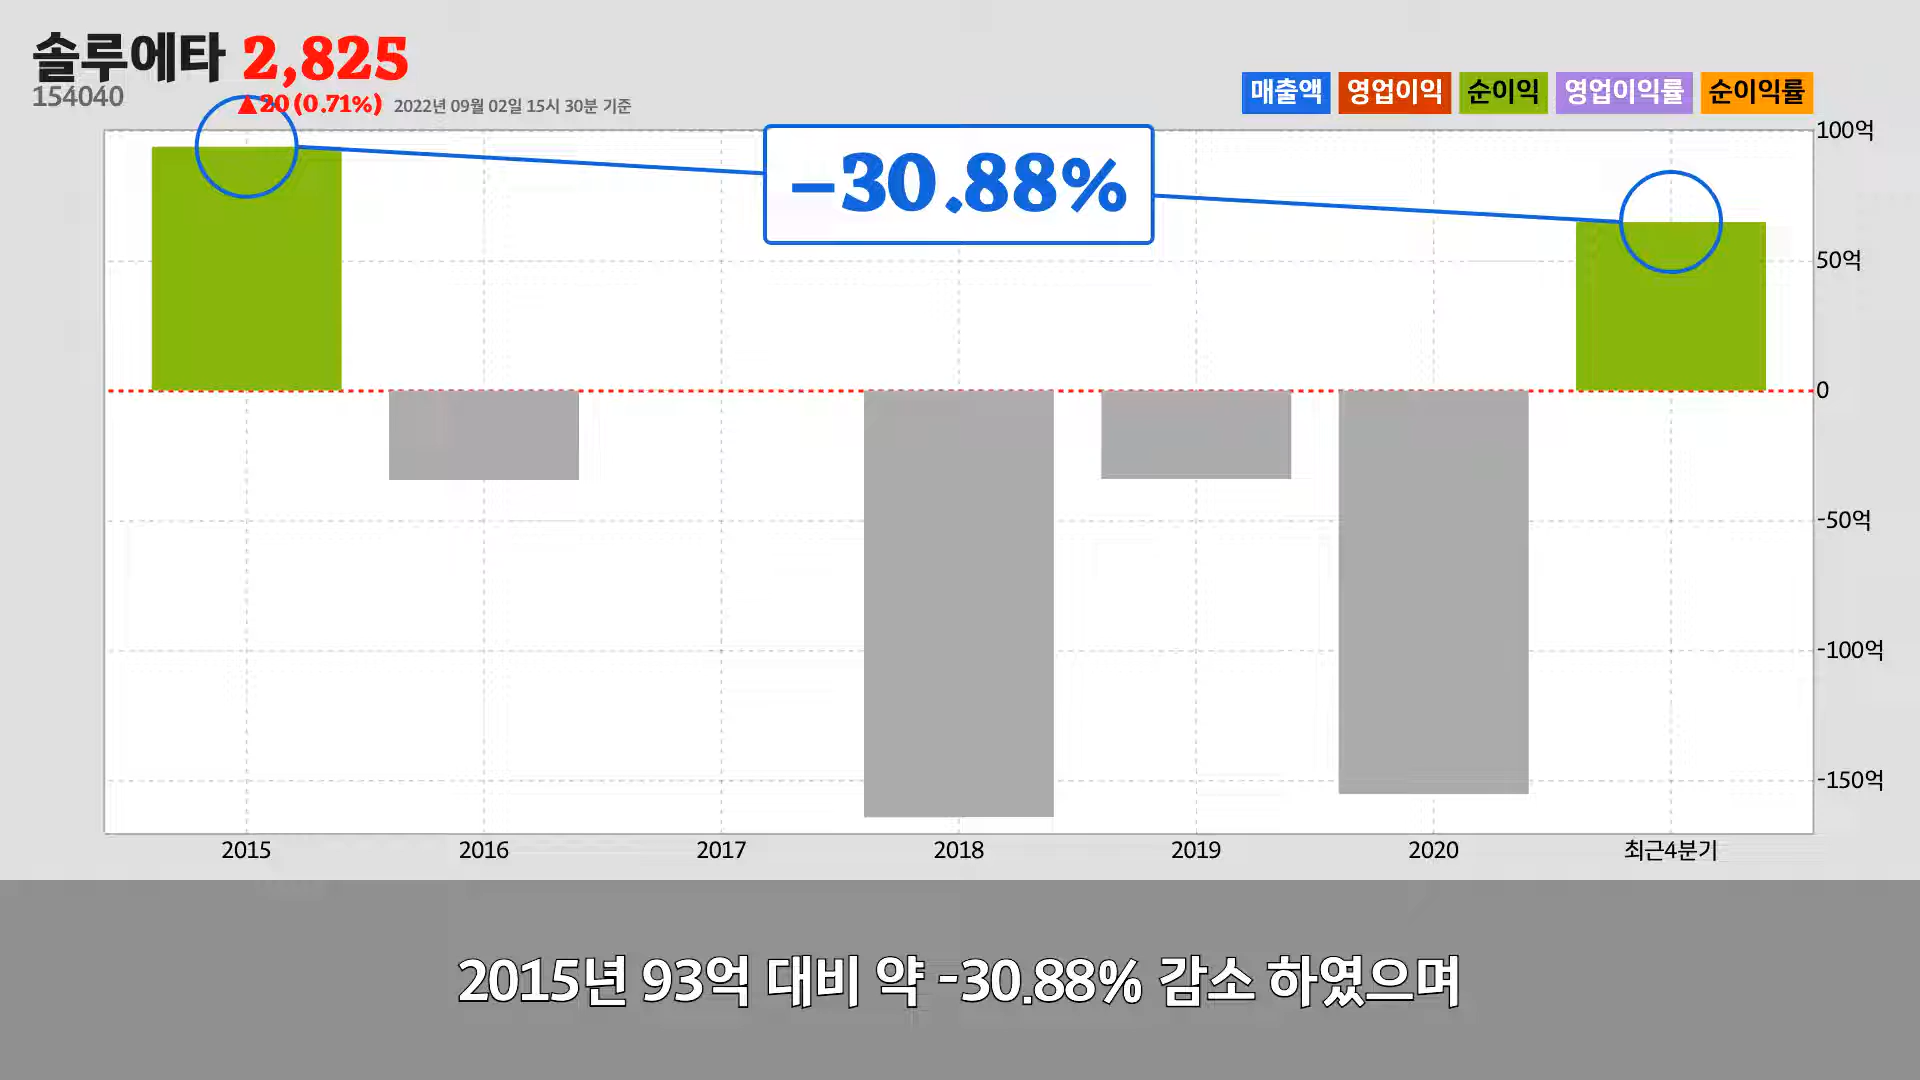 솔루에타 2,825
154040
▲20 (0.71%) 2022년 09월 02일 15시 30분 기준
매출액 영업이익 순이익 영업이익률 순이익률
-30.88%
100억
50억
0
-50억
-100억
-150억
2015 2016 2017 2018 2019 2020 최근4분기
2015년 93억 대비 약 -30.88% 감소 하였으며